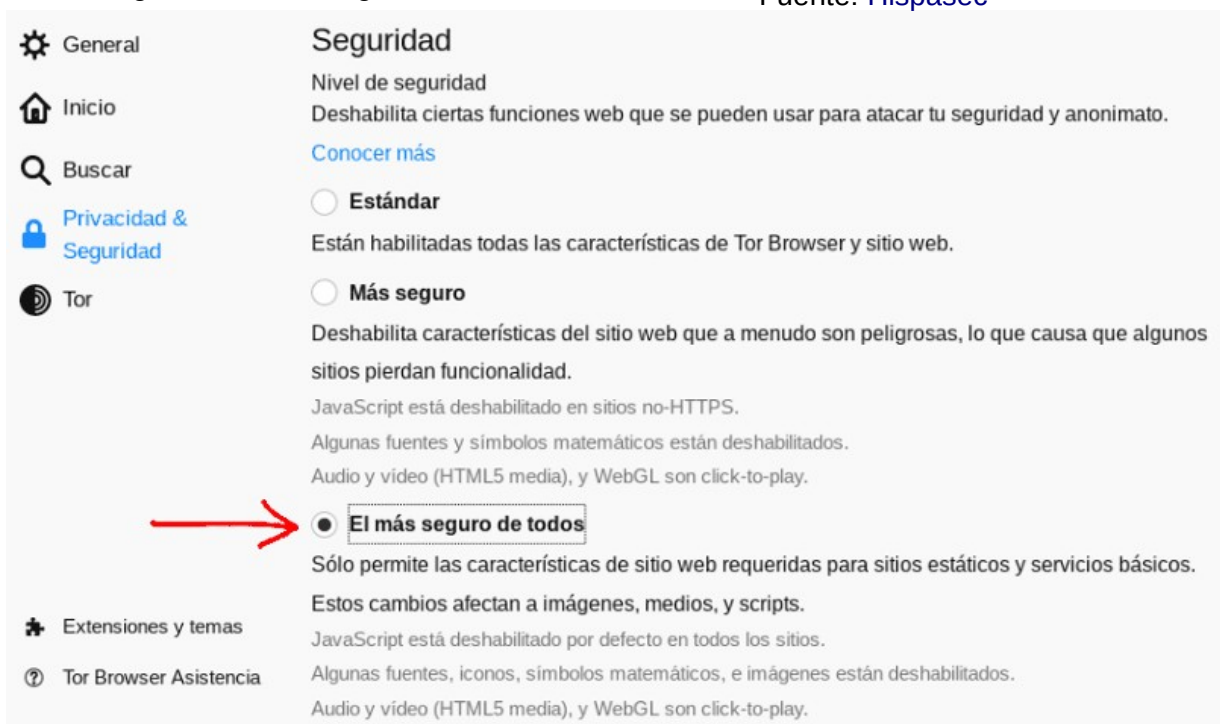 Fuente: Hispasec
General
Inicio
Buscar
Privacidad &
Seguridad
Tor
Extensiones y temas
Tor Browser Asistencia
Seguridad
Nivel de seguridad
Deshabilita ciertas funciones web que se pueden usar para atacar tu seguridad y anonimato.
Conocer más
Estándar
Están habilitadas todas las características de Tor Browser y sitio web.
Más seguro
Deshabilita características del sitio web que a menudo son peligrosas, lo que causa que algunos
sitios pierdan funcionalidad.
JavaScript está deshabilitado en sitios no-HTTPS.
Algunas fuentes y símbolos matemáticos están deshabilitados.
Audio y vídeo (HTML5 media), y WebGL son click-to-play.
El más seguro de todos
Sólo permite las características de sitio web requeridas para sitios estáticos y servicios básicos.
Estos cambios afectan a imágenes, medios, y scripts.
JavaScript está deshabilitado por defecto en todos los sitios.
Algunas fuentes, iconos, símbolos matemáticos, e imágenes están deshabilitados.
Audio y vídeo (HTML5 media), y WebGL son click-to-play.